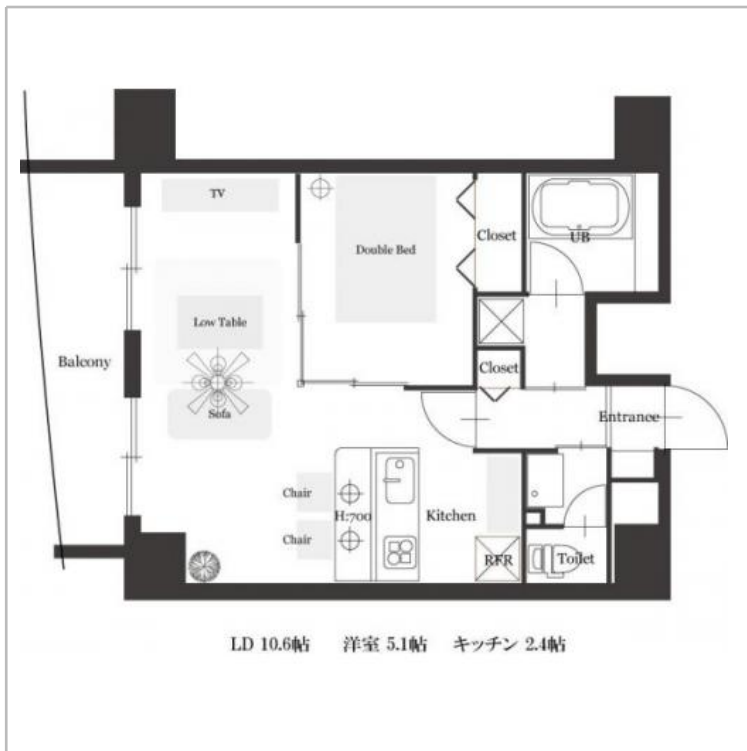 TV
Double Bed
Closet
UB
Low Table
Balcony
Closet
Sofa
Entrance
Chair
H:700
Kitchen
Chair
RFR
Toilet
LD 10.6帖 洋室 5.1帖 キッチン 2.4帖